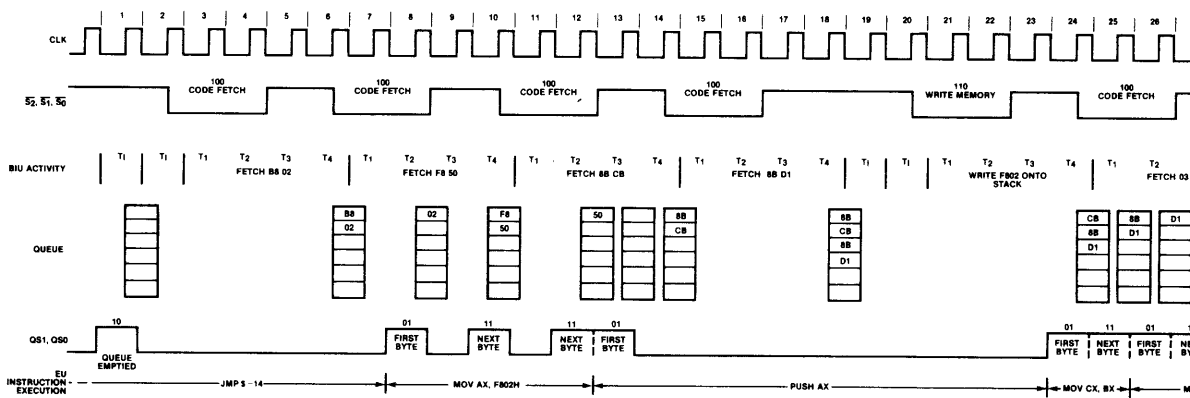 1 2 3 4 5 6 7 8 9 10 11 12 13 14 15 16 17 18 19 20 21 22 23 24 25 26
CLK
100 100 100 100 110 100
S2, S1, S0 CODE FETCH CODE FETCH CODE FETCH CODE FETCH WRITE MEMORY CODE FETCH
BIU ACTIVITY TI TI T1 T2 T3 T4 T1 T2 T3 T4 T1 T2 T3 T4 T1 T2 T3 T4 TI TI T1 T2 T3 T4 T1 T2
FETCH B8 02 FETCH F8 50 FETCH 8B CB FETCH 8B D1 WRITE F802 ONTO STACK FETCH 03
B8 02 F8 50 8B 8B CB 8B D1
QUEUE 02 50 CB CB 8B D1
8B D1
D1
10 01 11 11 01 01 11 01
QS1, QS0 FIRST BYTE NEXT BYTE NEXT BYTE FIRST BYTE FIRST BYTE NEXT BYTE FIRST BYTE
QUEUE EMPTIED
EU INSTRUCTION EXECUTION JMP $ -14 MOV AX, F802H PUSH AX MOV CX, BX